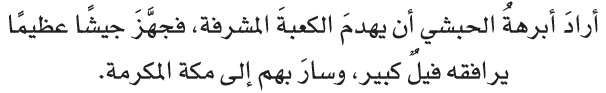 أرادَ أبرهةُ الحبشي أن يهدمَ الكعبةَ المشرفة، فجهَّزَ جيشًا عظيمًا
يرافقه فيلٌ كبير، وسارَ بهم إلى مكة المكرمة.